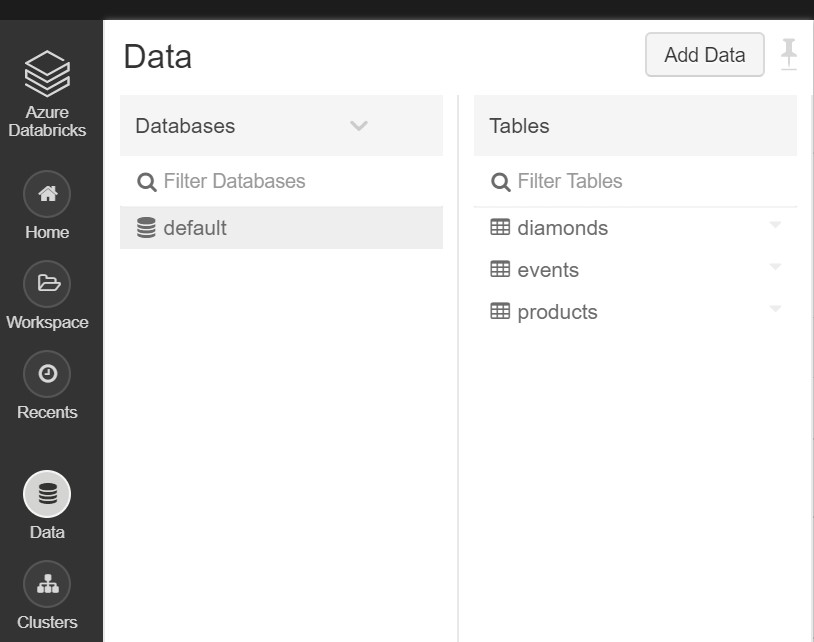 Azure
Databricks
Home
Workspace
Recents
Data
Clusters
Data
Add Data
Databases
Filter Databases
default
Tables
Filter Tables
diamonds
events
products